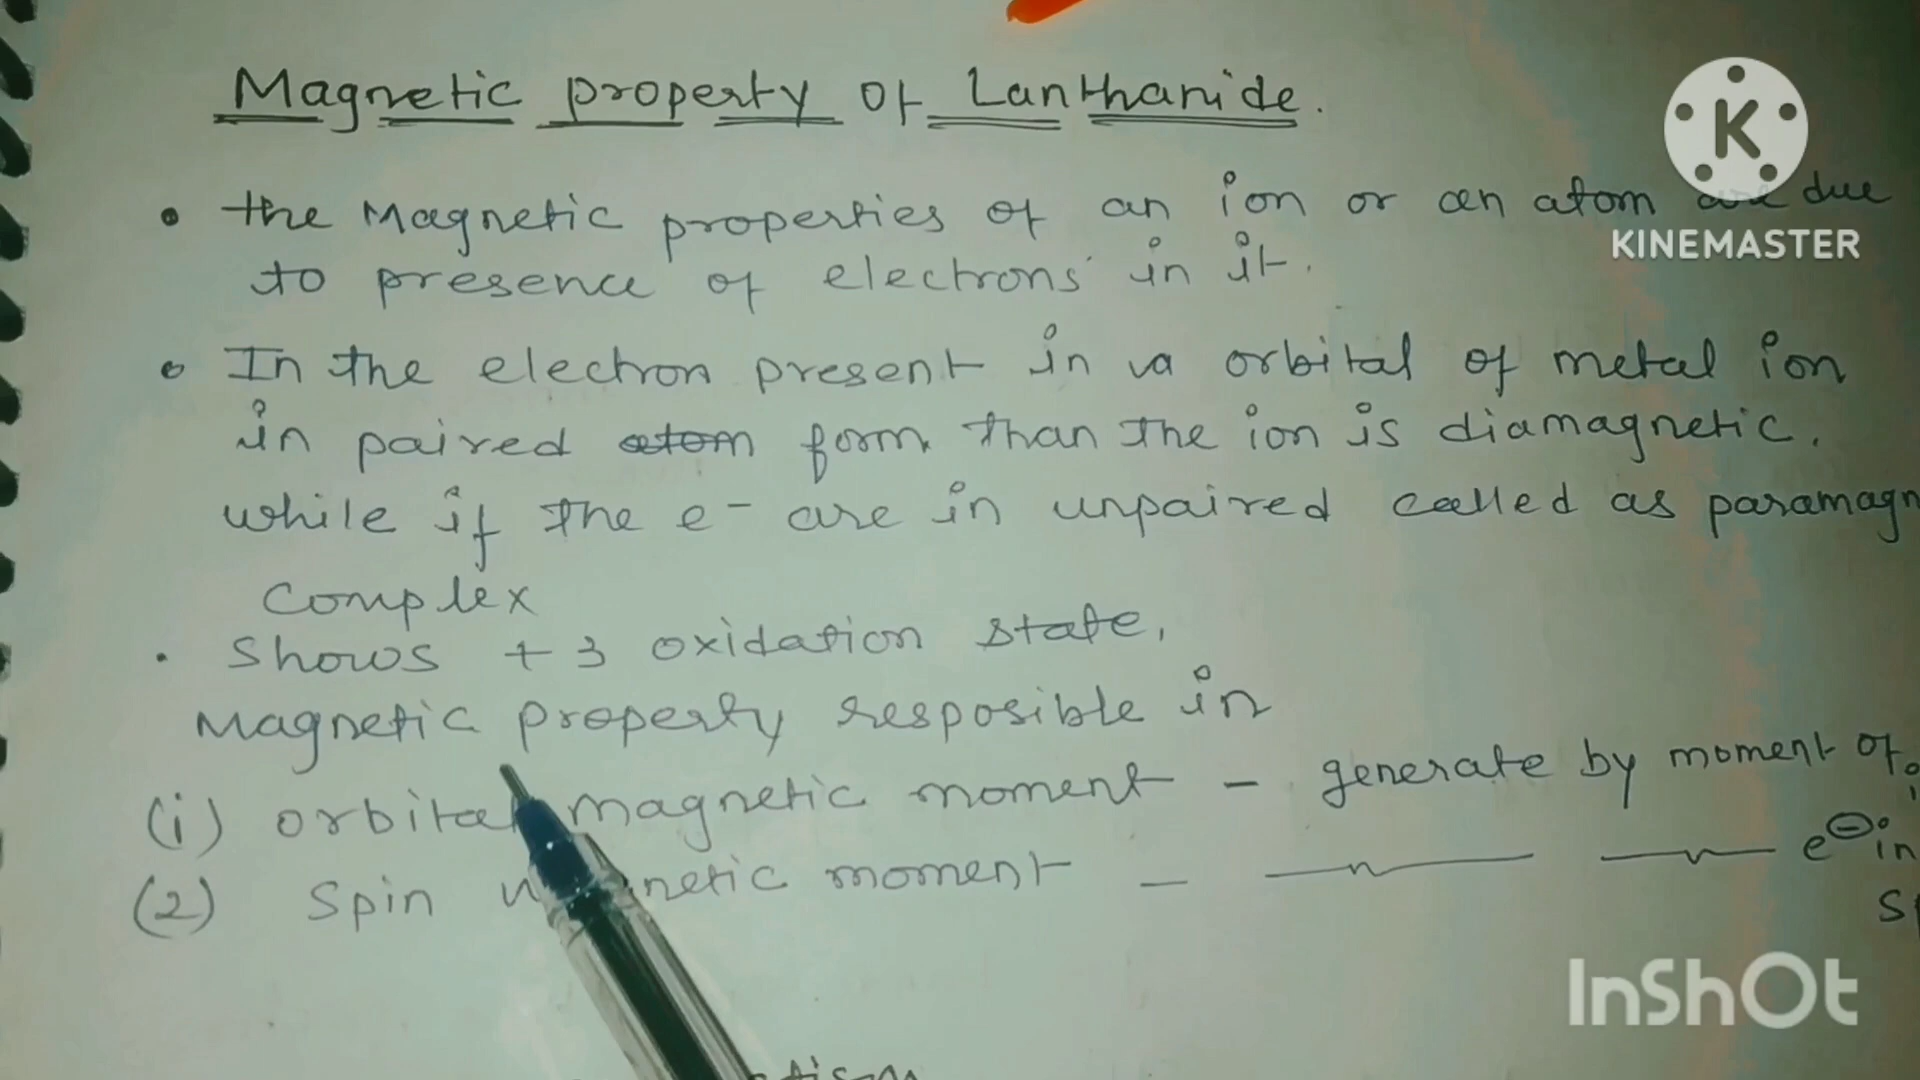 Magnetic property of Lanthanide.
K
KINEMASTER
• the Magnetic properties of an ion or an atom are due
to presence of electrons in it.
• In the electron present in a orbital of metal ion
in paired atom form than the ion is diamagnetic.
while if the e- are in unpaired called as paramagn
Complex
• Shows +3 oxidation state,
Magnetic property resposible in
(i) orbital magnetic moment - generate by moment of
(2) Spin magnetic moment - e⊖ in
InShOt